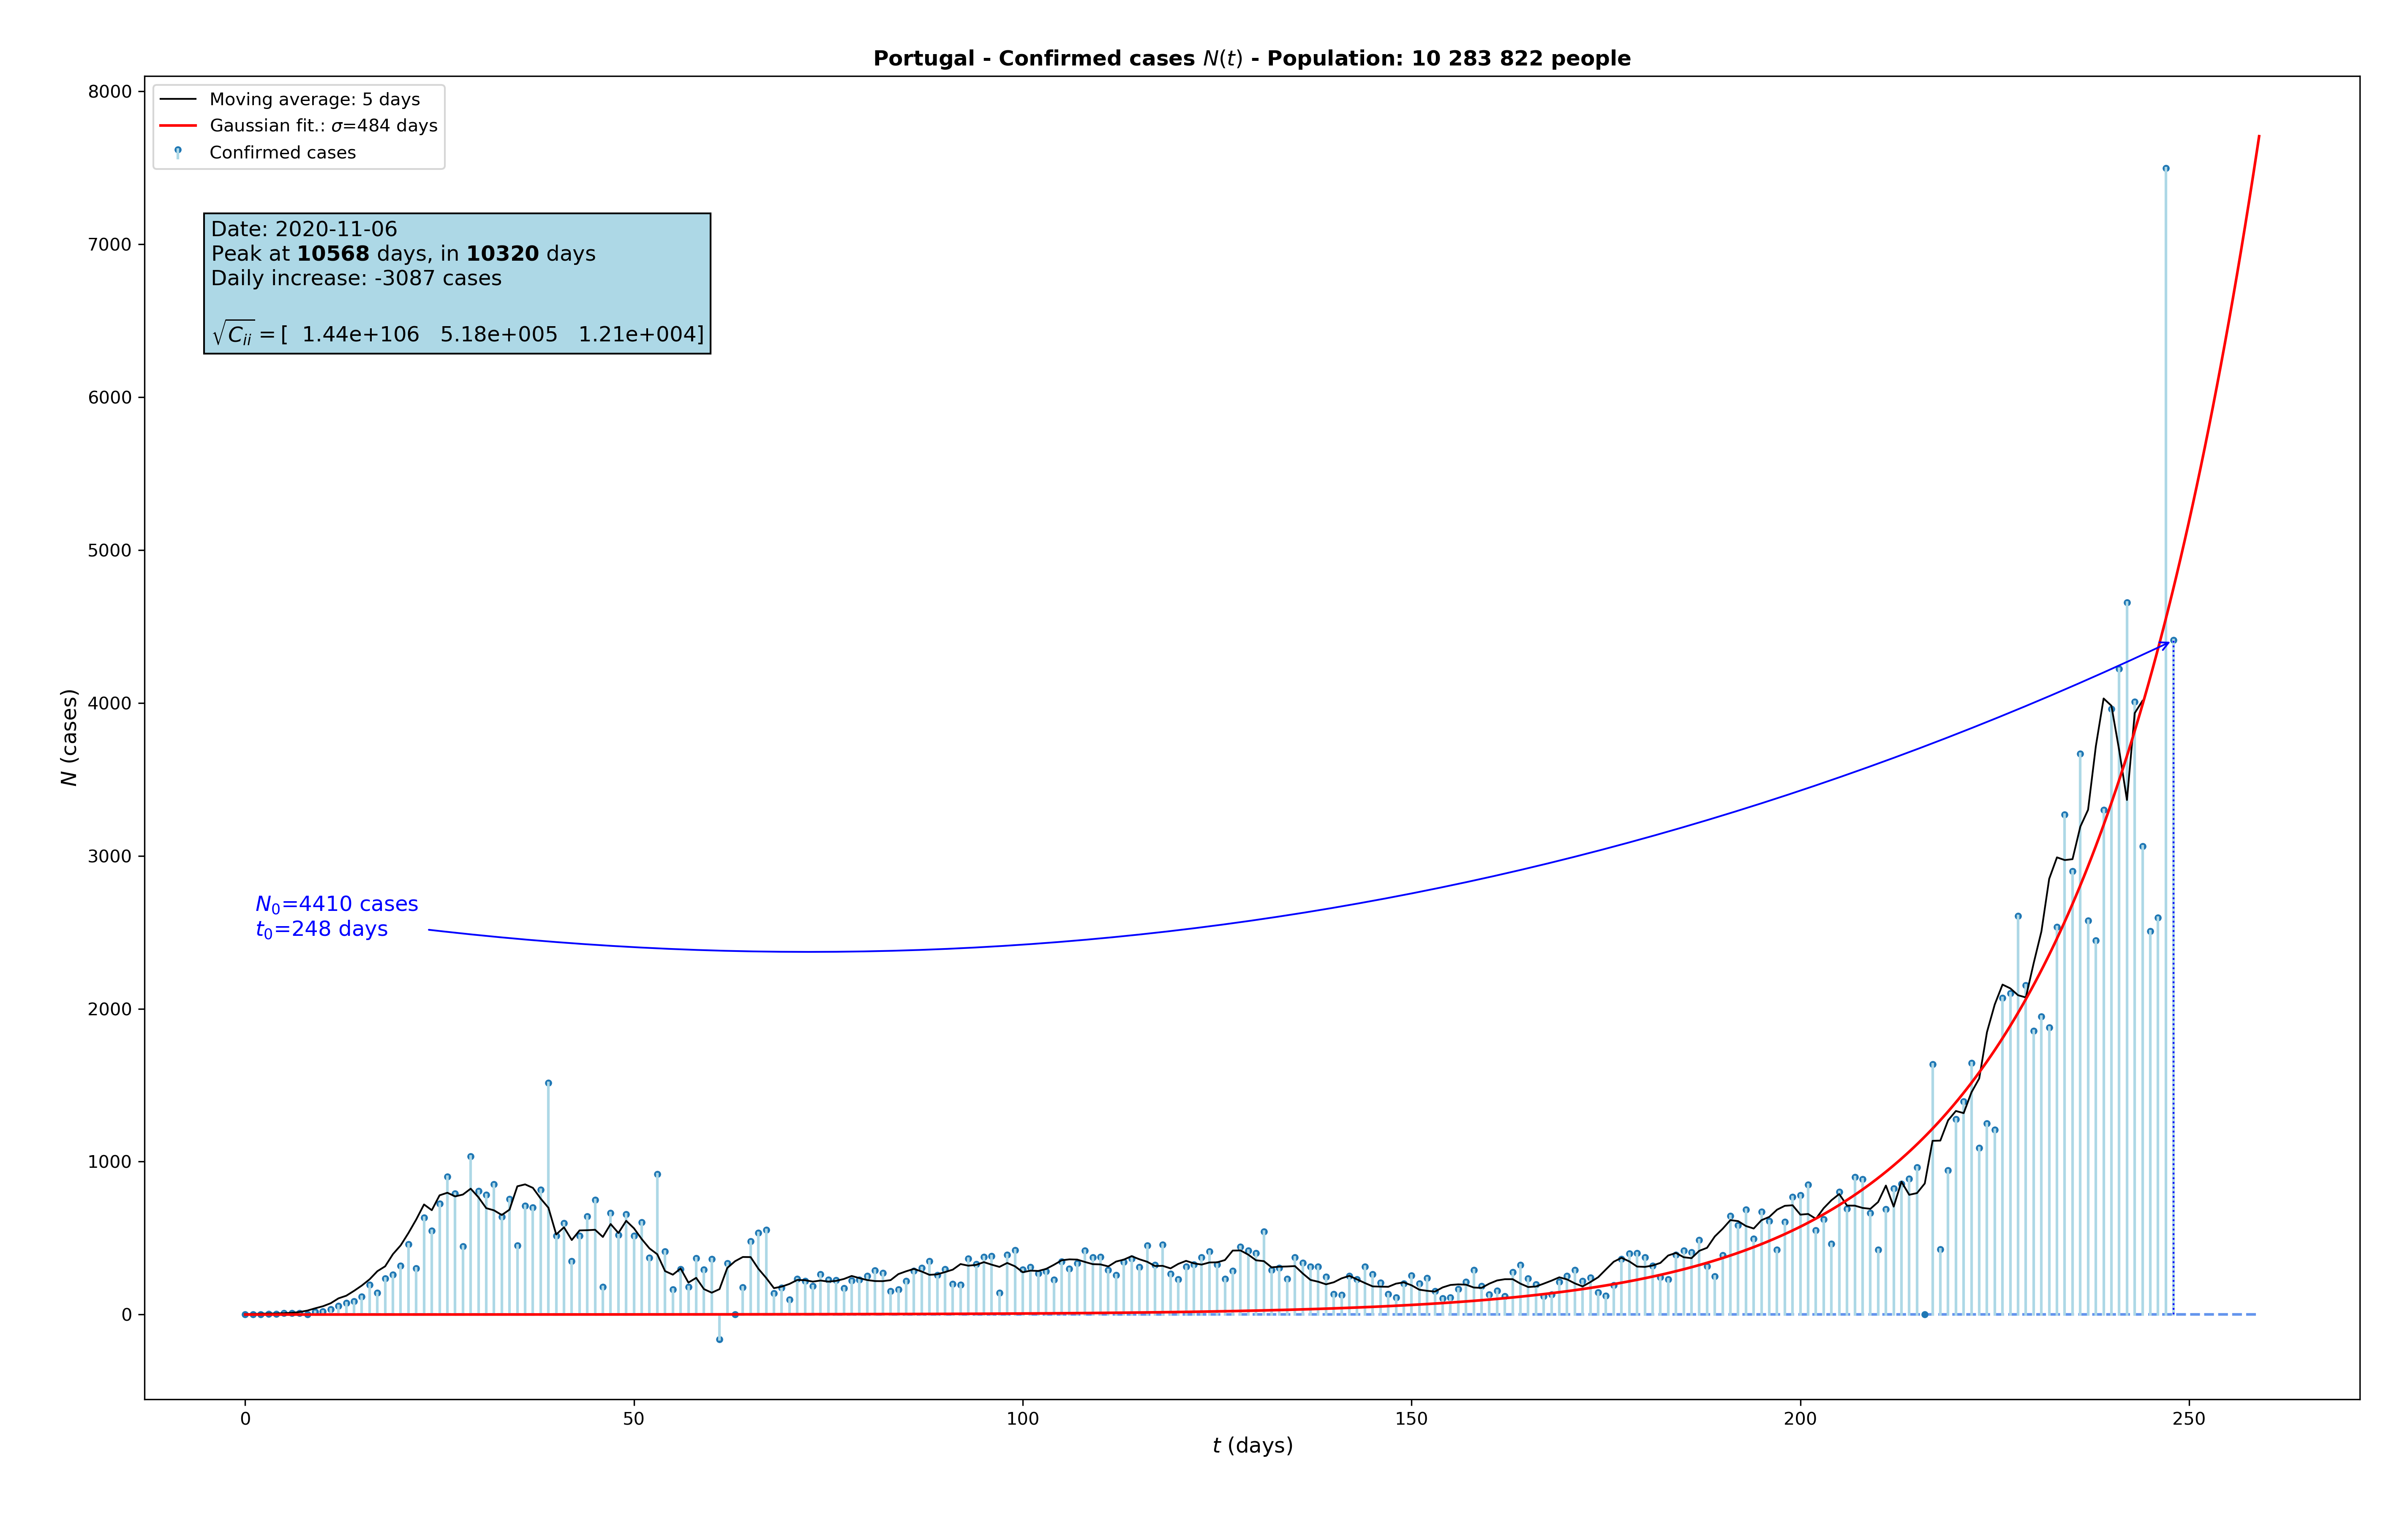 Portugal - Confirmed cases N(t) - Population: 10 283 822 people
Moving average: 5 days
Gaussian fit.: σ=484 days
Confirmed cases
Date: 2020-11-06
Peak at 10568 days, in 10320 days
Daily increase: -3087 cases
√Cᵢᵢ = [ 1.44e+106 5.18e+005 1.21e+004]
N₀=4410 cases
t₀=248 days
N (cases)
8000
7000
6000
5000
4000
3000
2000
1000
0
0 50 100 150 200 250
t (days)